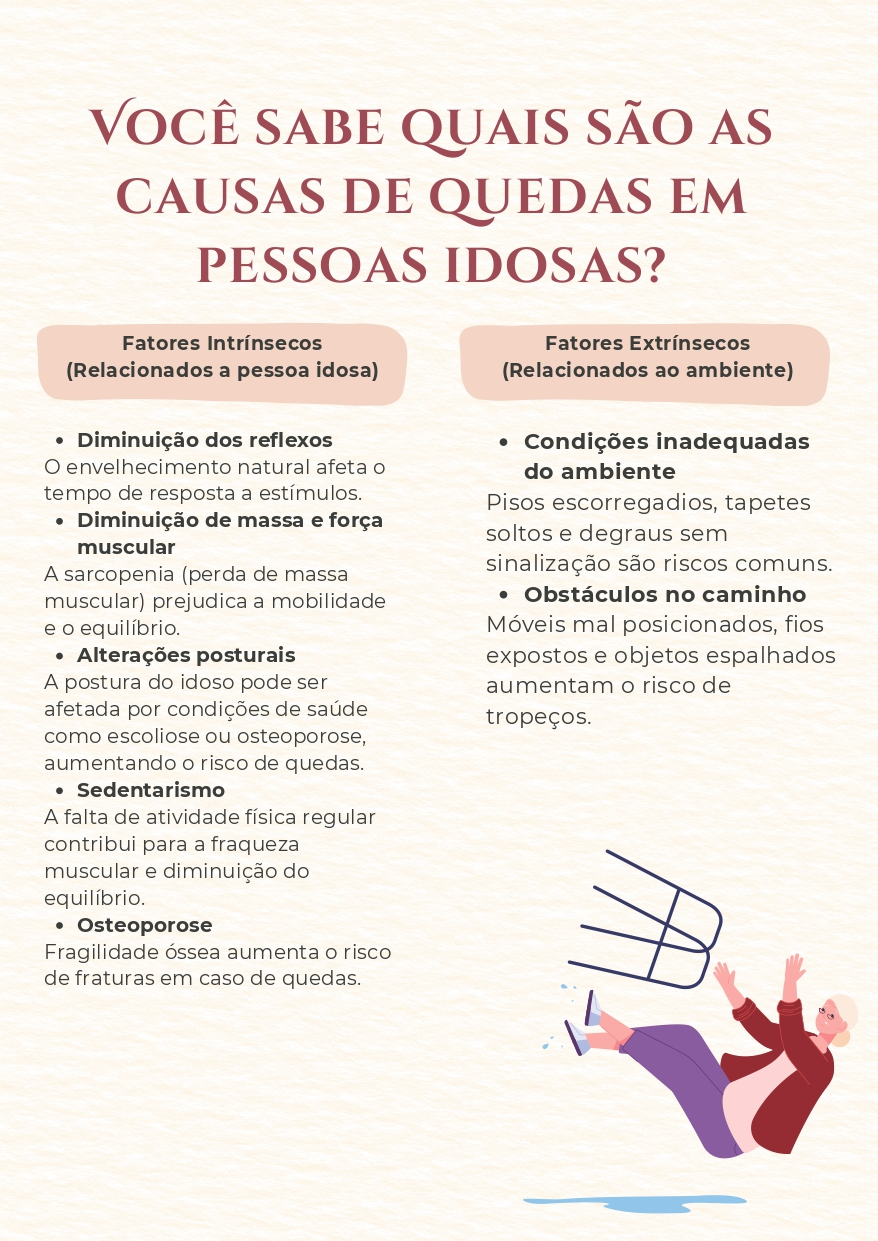 Você sabe quais são as
causas de quedas em
pessoas idosas?
Fatores Intrínsecos
(Relacionados a pessoa idosa)
• Diminuição dos reflexos
O envelhecimento natural afeta o
tempo de resposta a estímulos.
• Diminuição de massa e força
muscular
A sarcopenia (perda de massa
muscular) prejudica a mobilidade
e o equilíbrio.
• Alterações posturais
A postura do idoso pode ser
afetada por condições de saúde
como escoliose ou osteoporose,
aumentando o risco de quedas.
• Sedentarismo
A falta de atividade física regular
contribui para a fraqueza
muscular e diminuição do
equilíbrio.
• Osteoporose
Fragilidade óssea aumenta o risco
de fraturas em caso de quedas.
Fatores Extrínsecos
(Relacionados ao ambiente)
• Condições inadequadas
do ambiente
Pisos escorregadios, tapetes
soltos e degraus sem
sinalização são riscos comuns.
• Obstáculos no caminho
Móveis mal posicionados, fios
expostos e objetos espalhados
aumentam o risco de
tropeços.